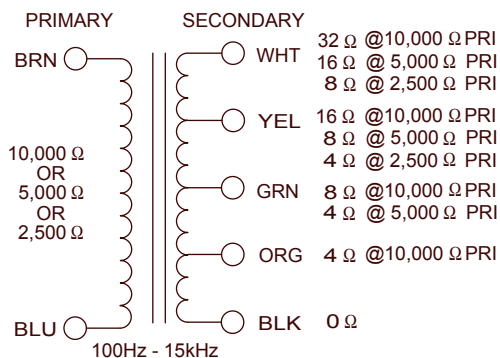 PRIMARY SECONDARY
BRN
10,000 Ω
OR
5,000 Ω
OR
2,500 Ω
BLU
WHT 32 Ω @10,000 Ω PRI
16 Ω @ 5,000 Ω PRI
8 Ω @ 2,500 Ω PRI
YEL 16 Ω @10,000 Ω PRI
8 Ω @ 5,000 Ω PRI
4 Ω @ 2,500 Ω PRI
GRN 8 Ω @10,000 Ω PRI
4 Ω @ 5,000 Ω PRI
ORG 4 Ω @10,000 Ω PRI
BLK 0 Ω
100Hz - 15kHz